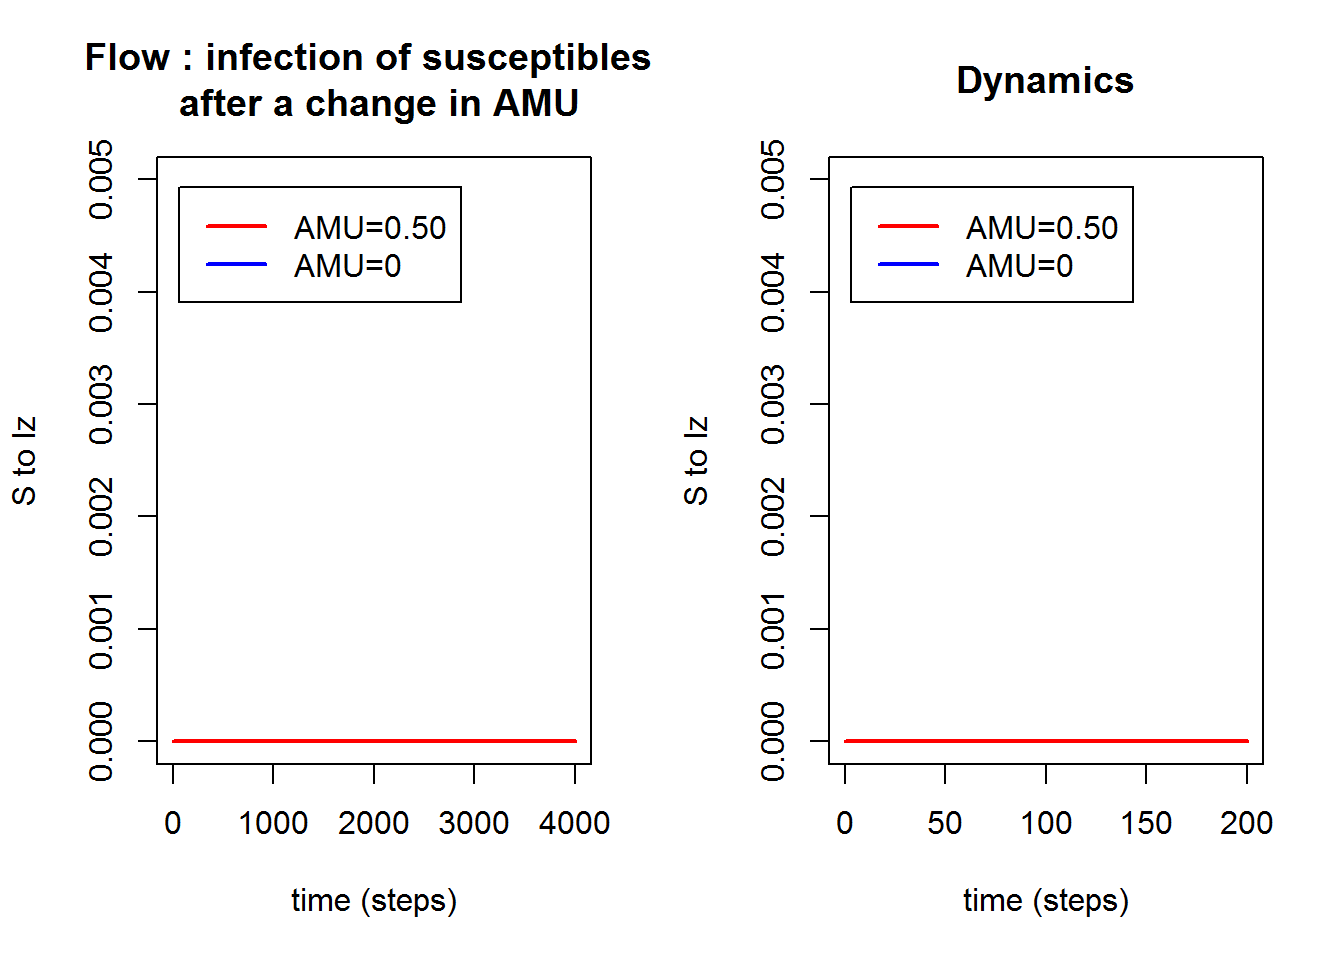 Flow : infection of susceptibles
after a change in AMU
0.005
0.004
0.003
0.002
0.001
0.000
S to Iz
AMU=0.50
AMU=0
0 1000 2000 3000 4000
time (steps)
Dynamics
0.005
0.004
0.003
0.002
0.001
0.000
S to Iz
AMU=0.50
AMU=0
0 50 100 150 200
time (steps)